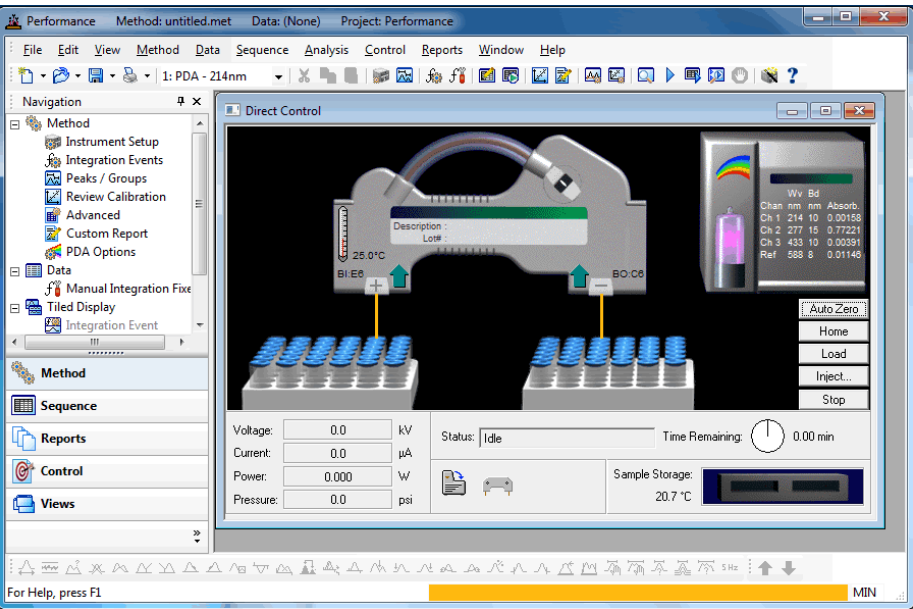 Performance Method: untitled.met Data: (None) Project: Performance
File Edit View Method Data Sequence Analysis Control Reports Window Help
1: PDA - 214nm
Navigation
Method
Instrument Setup
Integration Events
Peaks / Groups
Review Calibration
Advanced
Custom Report
PDA Options
Data
Manual Integration Fixe
Tiled Display
Integration Event
Method
Sequence
Reports
Control
Views
Direct Control
Description :
Lot# :
25.0°C
BI:E6
BO:C6
Wv Bd
Chan nm nm Absorb.
Ch 1 214 10 0.00158
Ch 2 277 15 0.77221
Ch 3 433 10 0.00391
Ref 588 8 0.01146
Auto Zero
Home
Load
Inject...
Stop
Voltage: 0.0 kV
Current: 0.0 µA
Power: 0.000 W
Pressure: 0.0 psi
Status: Idle
Time Remaining: 0.00 min
Sample Storage:
20.7 °C
5 Hz
For Help, press F1
MIN